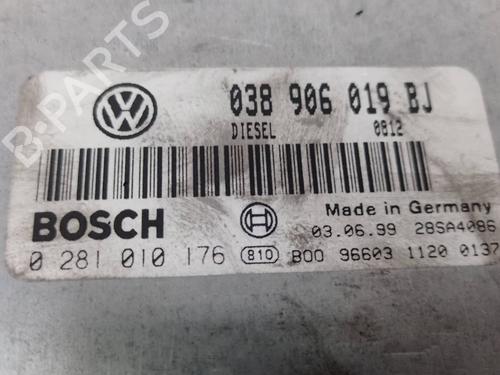 038 906 019 BJ
DIESEL 0812
BOSCH
Made in Germany
03.06.99 28SA4086
0 281 010 176 810 B00 96603 1120 0137
B-PARTS